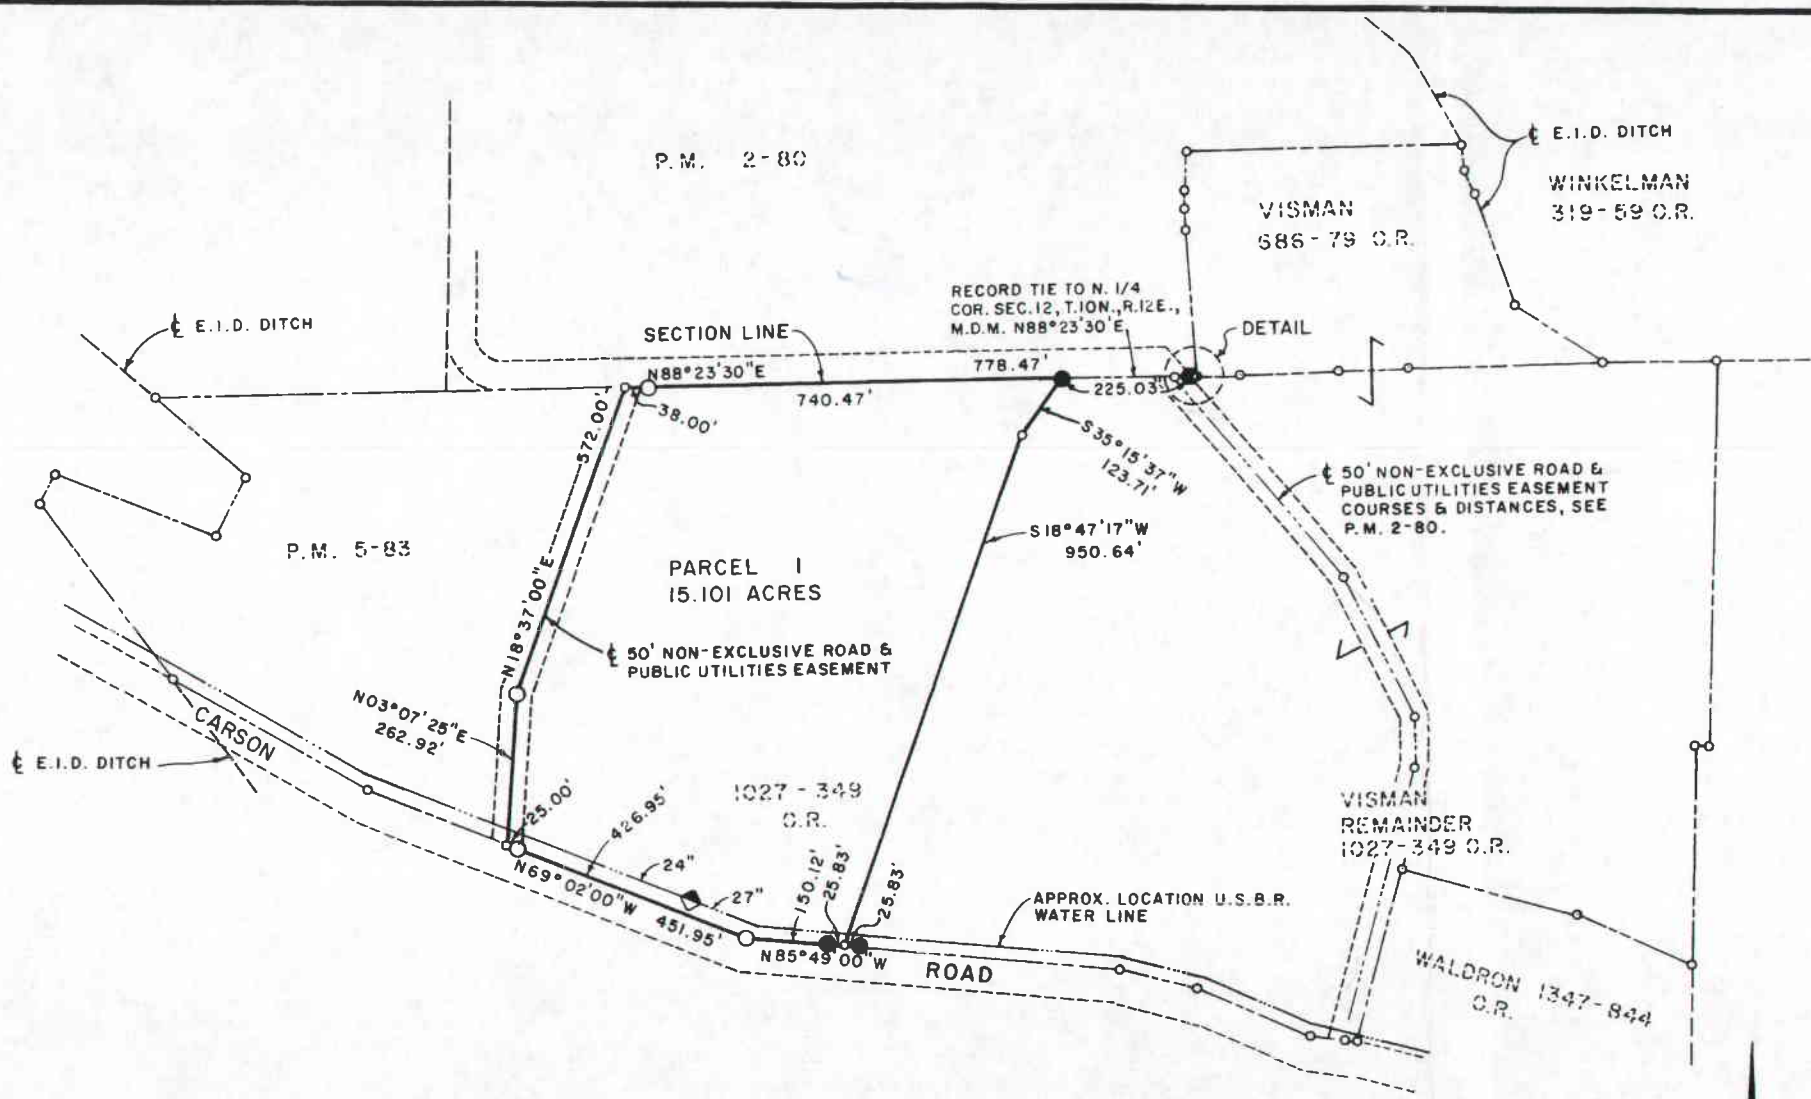 P.M. 2-80
℄ E.I.D. DITCH
WINKELMAN
319-59 O.R.
VISMAN
686-79 O.R.
RECORD TIE TO N. 1/4
COR. SEC.12, T.10N.,R.12E.,
M.D.M. N88°23'30"E
DETAIL
℄ E.I.D. DITCH
SECTION LINE
N88°23'30"E
778.47'
740.47'
225.03'
38.00'
572.00'
N18°37'00"E
S35°15'37"W
123.71'
S18°47'17"W
950.64'
℄ 50' NON-EXCLUSIVE ROAD &
PUBLIC UTILITIES EASEMENT
COURSES & DISTANCES, SEE
P.M. 2-80.
P.M. 5-83
PARCEL 1
15.101 ACRES
℄ 50' NON-EXCLUSIVE ROAD &
PUBLIC UTILITIES EASEMENT
N03°07'25"E
262.92'
CARSON
℄ E.I.D. DITCH
1027-349
O.R.
25.00'
426.95'
24"
27"
N69°02'00"W 451.95'
150.12'
25.83'
25.83'
N85°49'00"W
ROAD
APPROX. LOCATION U.S.B.R.
WATER LINE
VISMAN
REMAINDER
1027-349 O.R.
WALDRON 1347-844
O.R.